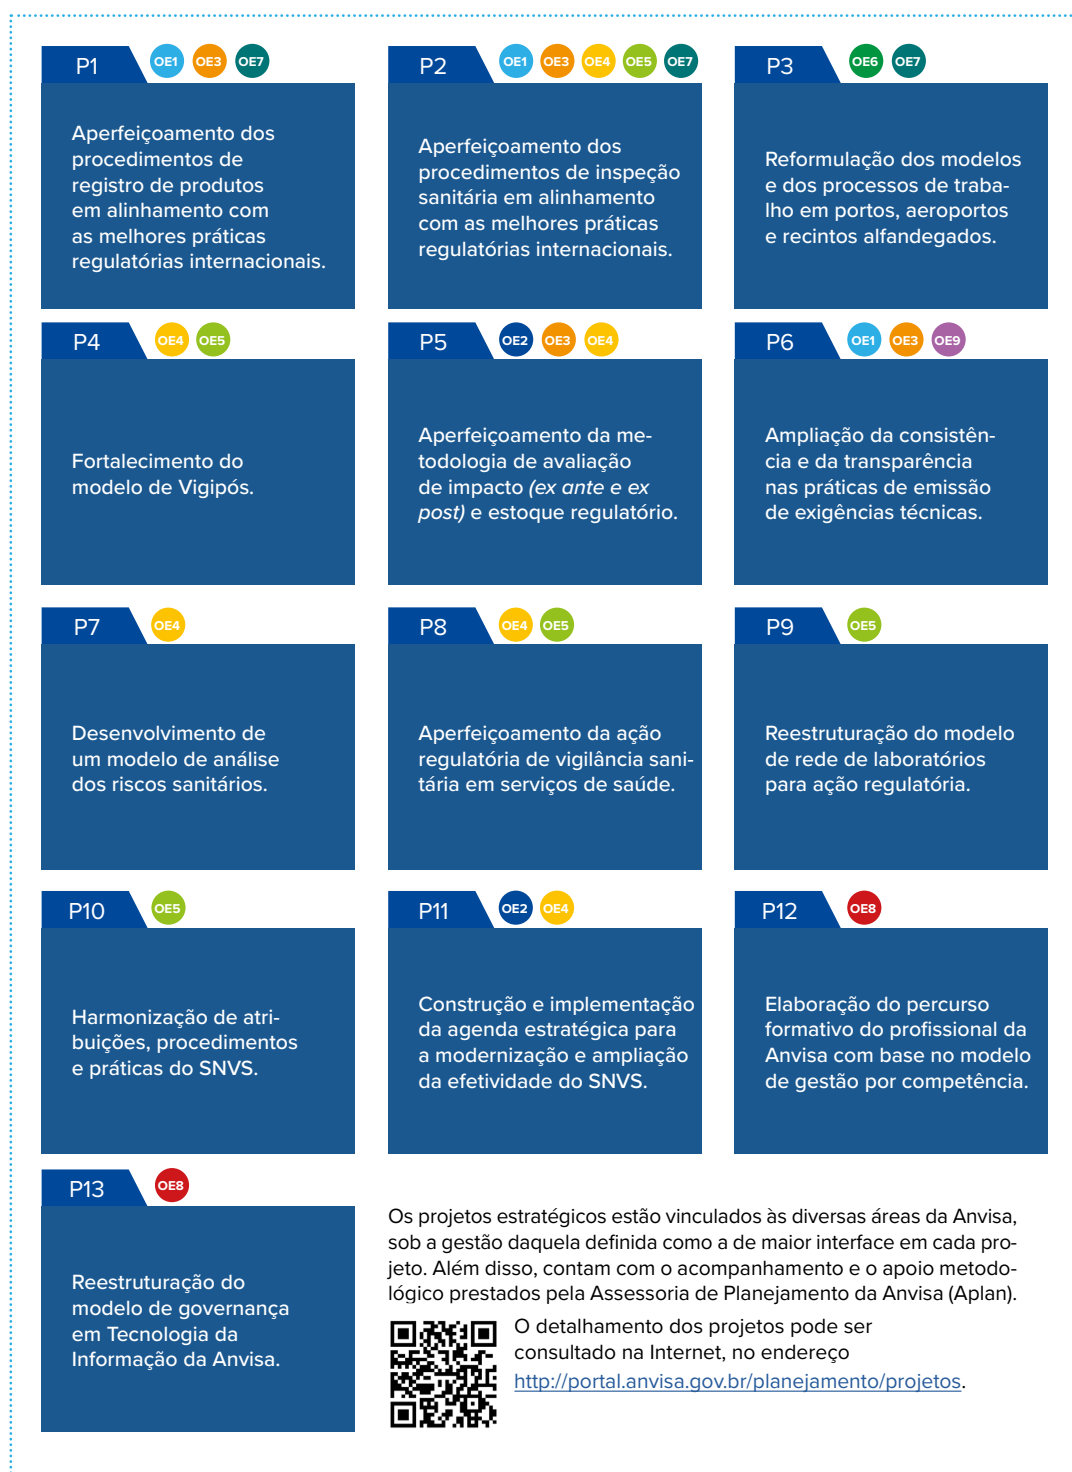 P1 OE1 OE3 OE7
Aperfeiçoamento dos
procedimentos de
registro de produtos
em alinhamento com
as melhores práticas
regulatórias internacionais.
P2 OE1 OE3 OE4 OE5 OE7
Aperfeiçoamento dos
procedimentos de inspeção
sanitária em alinhamento
com as melhores práticas
regulatórias internacionais.
P3 OE6 OE7
Reformulação dos modelos
e dos processos de traba-
lho em portos, aeroportos
e recintos alfandegados.
P4 OE4 OE5
Fortalecimento do
modelo de Vigipós.
P5 OE2 OE3 OE4
Aperfeiçoamento da me-
todologia de avaliação
de impacto (ex ante e ex
post) e estoque regulatório.
P6 OE1 OE3 OE9
Ampliação da consistên-
cia e da transparência
nas práticas de emissão
de exigências técnicas.
P7 OE4
Desenvolvimento de
um modelo de análise
dos riscos sanitários.
P8 OE4 OE5
Aperfeiçoamento da ação
regulatória de vigilância sani-
tária em serviços de saúde.
P9 OE5
Reestruturação do modelo
de rede de laboratórios
para ação regulatória.
P10 OE5
Harmonização de atri-
buições, procedimentos
e práticas do SNVS.
P11 OE2 OE4
Construção e implementação
da agenda estratégica para
a modernização e ampliação
da efetividade do SNVS.
P12 OE8
Elaboração do percurso
formativo do profissional da
Anvisa com base no modelo
de gestão por competência.
P13 OE8
Reestruturação do
modelo de governança
em Tecnologia da
Informação da Anvisa.
Os projetos estratégicos estão vinculados às diversas áreas da Anvisa,
sob a gestão daquela definida como a de maior interface em cada pro-
jeto. Além disso, contam com o acompanhamento e o apoio metodo-
lógico prestados pela Assessoria de Planejamento da Anvisa (Aplan).
O detalhamento dos projetos pode ser
consultado na Internet, no endereço
http://portal.anvisa.gov.br/planejamento/projetos.